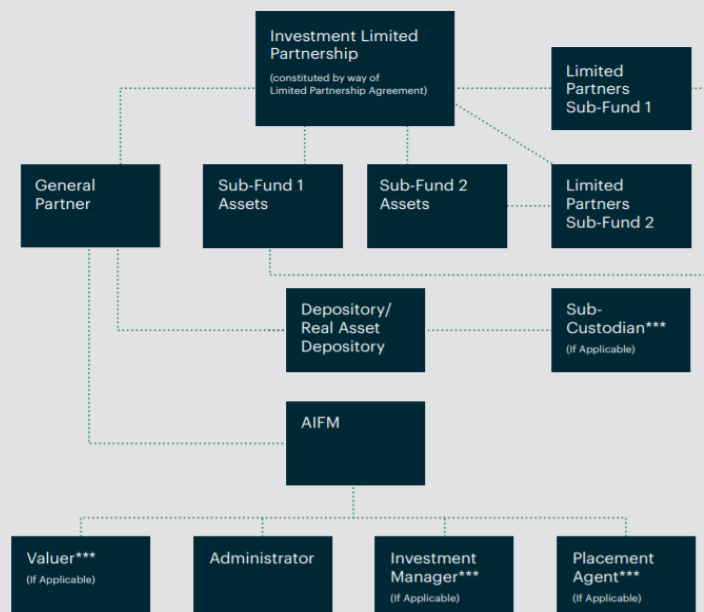 Investment Limited
Partnership
(constituted by way of
Limited Partnership Agreement)
Limited
Partners
Sub-Fund 1
General
Partner
Sub-Fund 1
Assets
Sub-Fund 2
Assets
Limited
Partners
Sub-Fund 2
Depository/
Real Asset
Depository
Sub-
Custodian***
(If Applicable)
AIFM
Valuer***
(If Applicable)
Administrator
Investment
Manager***
(If Applicable)
Placement
Agent***
(If Applicable)